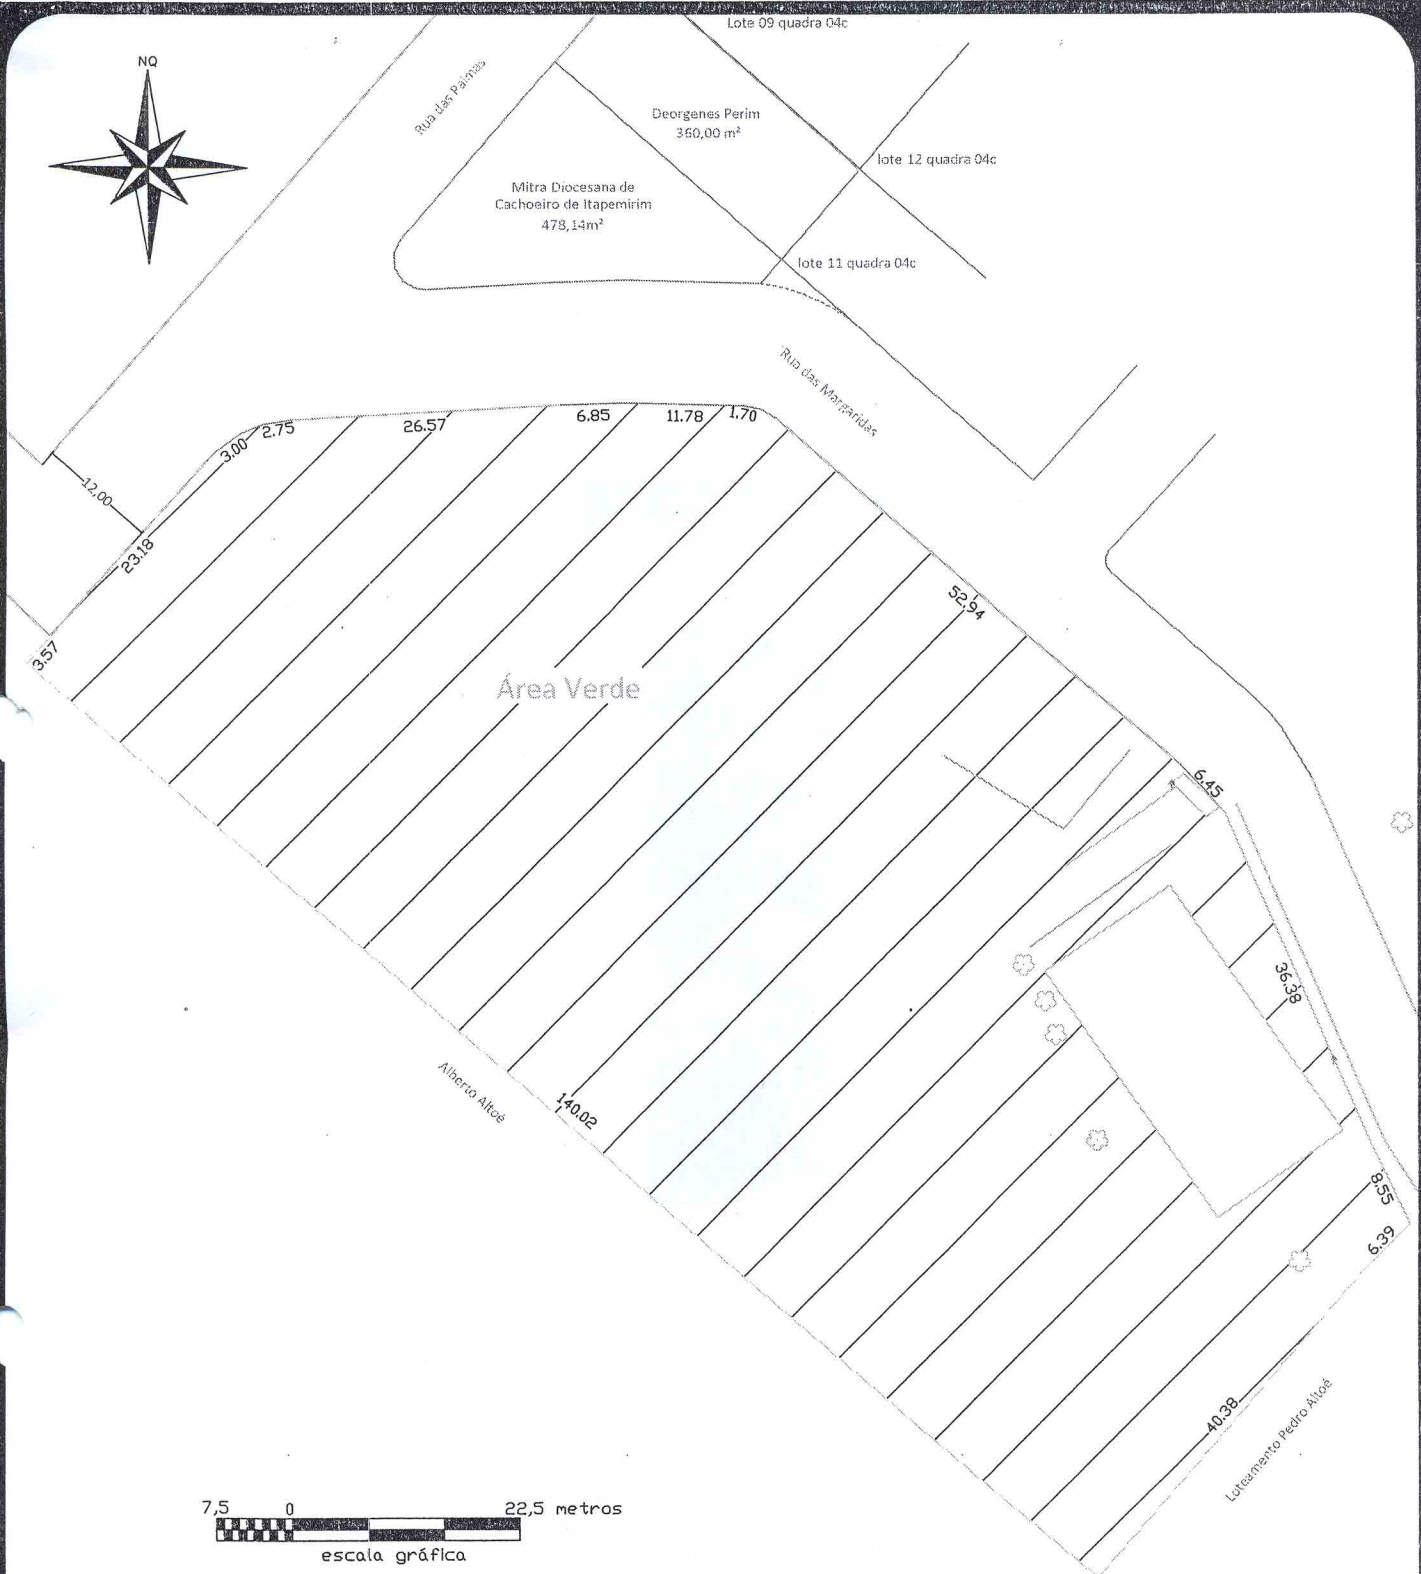 Lote 09 quadra 04c
NQ
Rua das Palmas
Deorgenes Perim
360,00 m²
lote 12 quadra 04c
Mitra Diocesana de
Cachoeiro de Itapemirim
478,14m²
lote 11 quadra 04c
Rua das Margaridas
2.75
26.57
6.85
11.78
1.70
3.00
12,00
23.18
3.57
52.94
Área Verde
6.45
36.38
Alberto Altoé
140.02
8.55
6.39
40.38
Loteamento Pedro Altoé
7,5 0 22,5 metros
escala gráfica